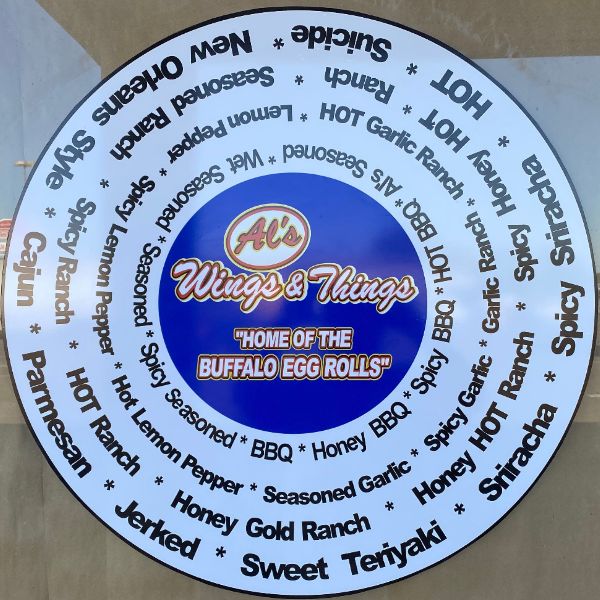 Al's
Wings & Things
"HOME OF THE
BUFFALO EGG ROLLS"
Al's Seasoned * Wet Seasoned * Seasoned * Spicy Seasoned * BBQ * Honey BBQ * Spicy BBQ * HOT BBQ *
Lemon Pepper * Spicy Lemon Pepper * Hot Lemon Pepper * Seasoned Garlic * Spicy Garlic * Garlic Ranch * HOT Garlic Ranch *
Ranch * Seasoned Ranch * Spicy Ranch * HOT Ranch * Honey Gold Ranch * Honey HOT Ranch * Spicy Honey HOT *
HOT * Suicide * New Orleans Style * Cajun * Parmesan * Jerked * Sweet Teriyaki * Sriracha * Spicy Sriracha *